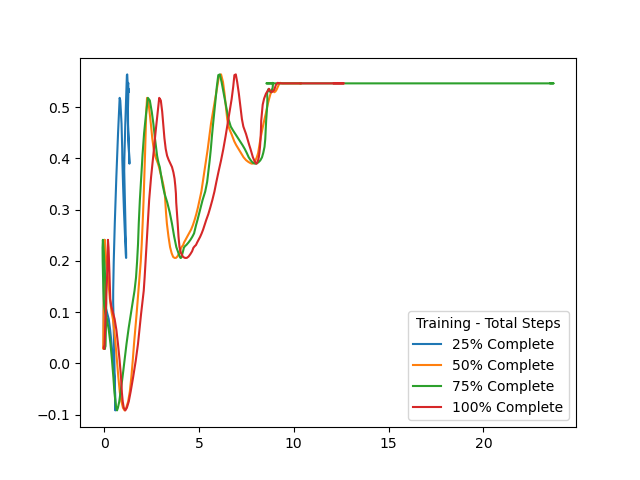 0.5
0.4
0.3
0.2
0.1
0.0
−0.1
0
5
10
15
20
Training - Total Steps
25% Complete
50% Complete
75% Complete
100% Complete